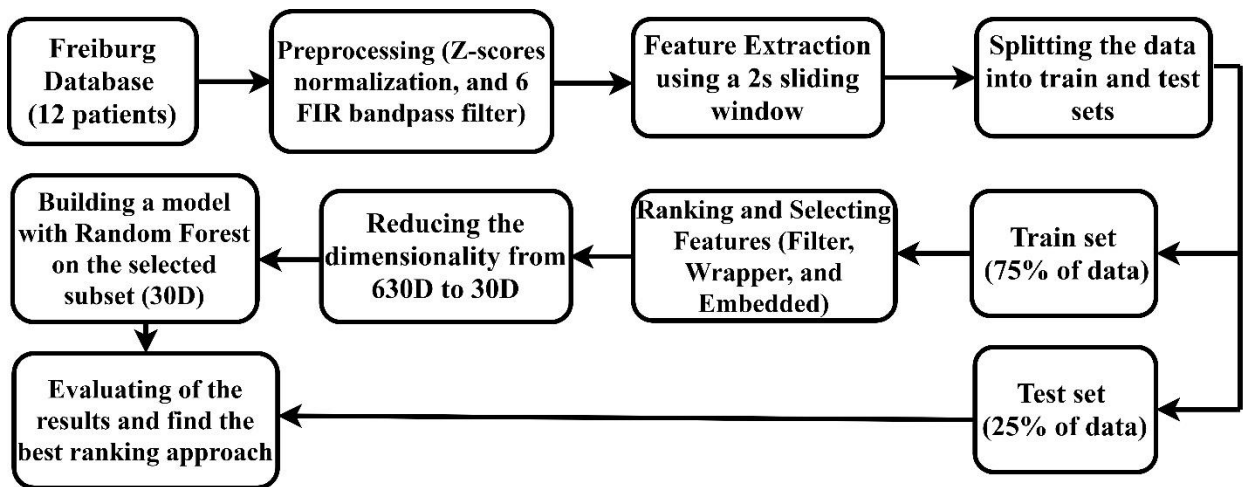 Freiburg
Database
(12 patients)
Preprocessing (Z-scores
normalization, and 6
FIR bandpass filter)
Feature Extraction
using a 2s sliding
window
Splitting the data
into train and test
sets
Train set
(75% of data)
Ranking and Selecting
Features (Filter,
Wrapper, and
Embedded)
Reducing the
dimensionality from
630D to 30D
Building a model
with Random Forest
on the selected
subset (30D)
Test set
(25% of data)
Evaluating of the
results and find the
best ranking approach